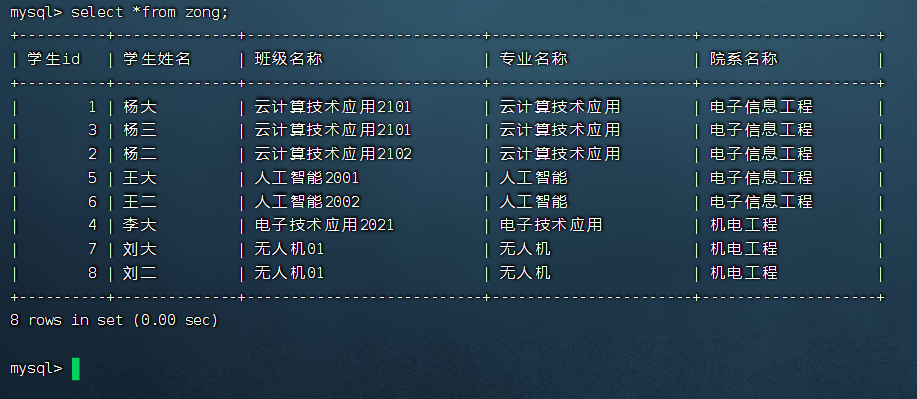 mysql> select *from zong;
+----------+--------------+----------------------------+------------------------+---------------------+
| 学生id | 学生姓名 | 班级名称 | 专业名称 | 院系名称 |
+----------+--------------+----------------------------+------------------------+---------------------+
| 1 | 杨大 | 云计算技术应用2101 | 云计算技术应用 | 电子信息工程 |
| 3 | 杨三 | 云计算技术应用2101 | 云计算技术应用 | 电子信息工程 |
| 2 | 杨二 | 云计算技术应用2102 | 云计算技术应用 | 电子信息工程 |
| 5 | 王大 | 人工智能2001 | 人工智能 | 电子信息工程 |
| 6 | 王二 | 人工智能2002 | 人工智能 | 电子信息工程 |
| 4 | 李大 | 电子技术应用2021 | 电子技术应用 | 机电工程 |
| 7 | 刘大 | 无人机01 | 无人机 | 机电工程 |
| 8 | 刘二 | 无人机01 | 无人机 | 机电工程 |
+----------+--------------+----------------------------+------------------------+---------------------+
8 rows in set (0.00 sec)
mysql>